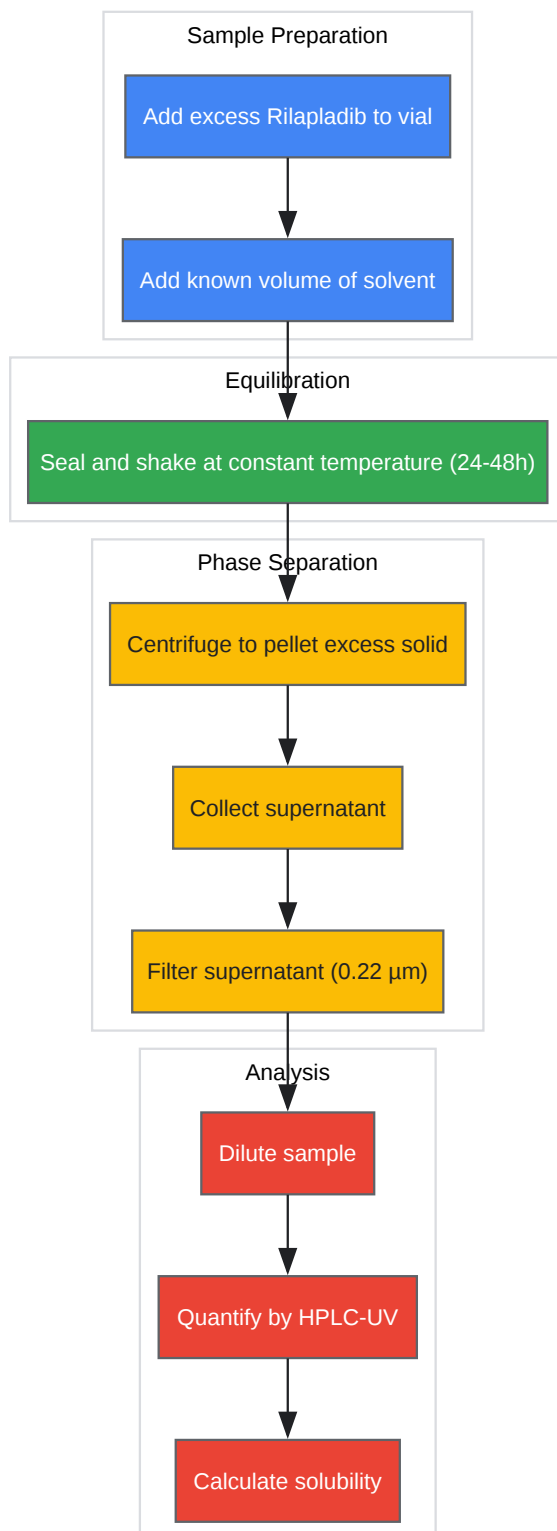 Sample Preparation
Add excess Rilapladib to vial
Add known volume of solvent
Equilibration
Seal and shake at constant temperature (24-48h)
Phase Separation
Centrifuge to pellet excess solid
Collect supernatant
Filter supernatant (0.22 µm)
Analysis
Dilute sample
Quantify by HPLC-UV
Calculate solubility